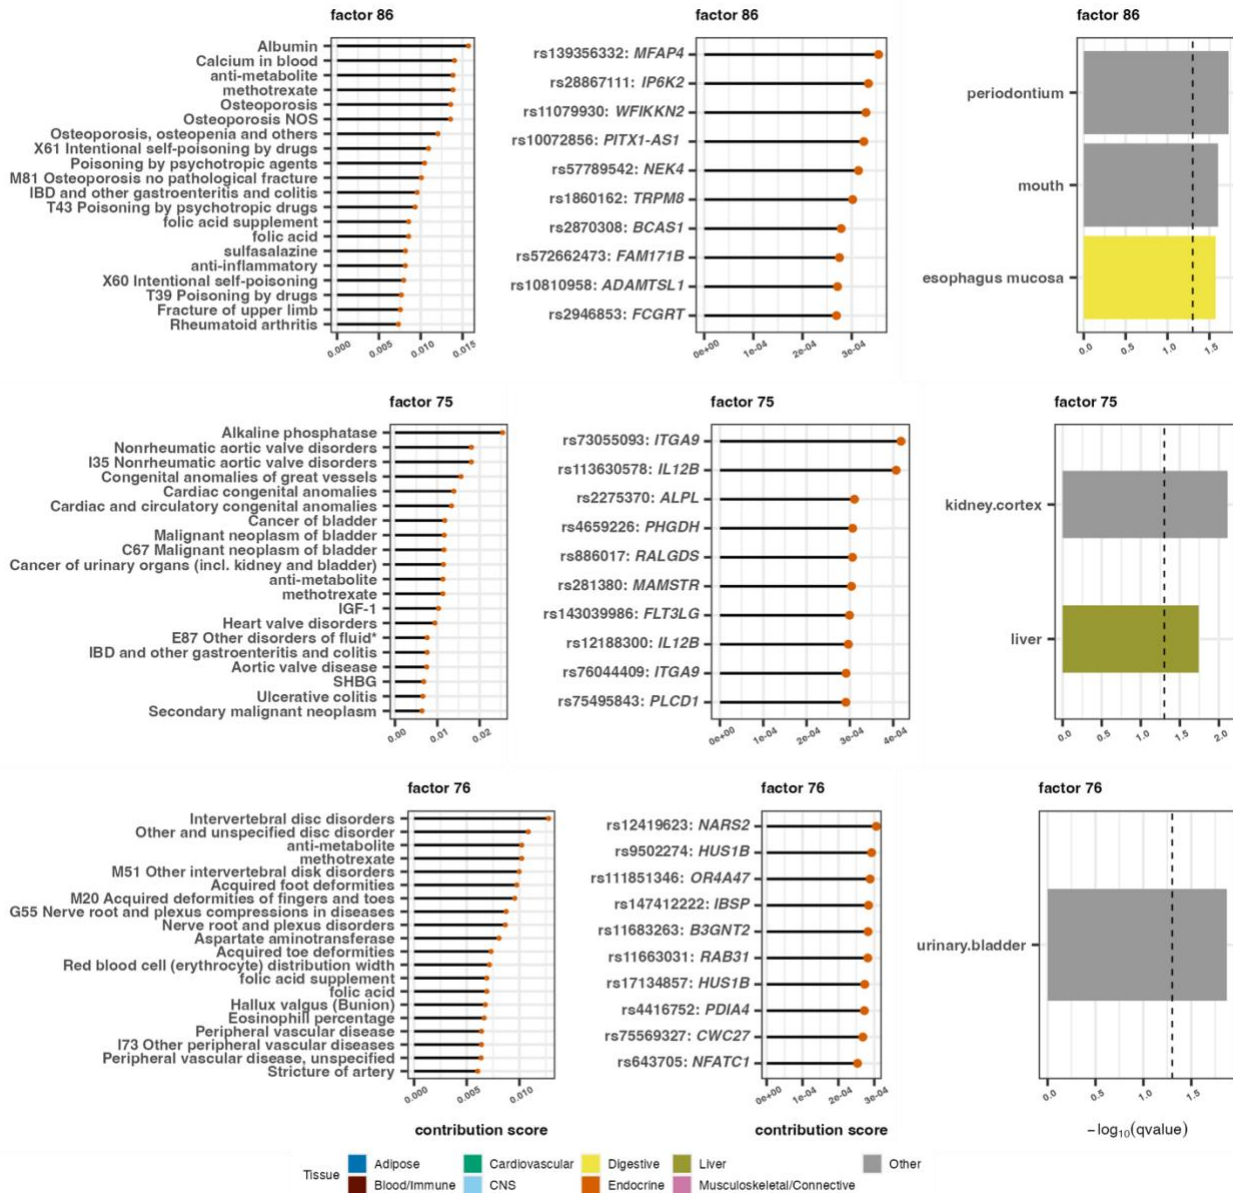 factor 86
factor 86
factor 86
Albumin
Calcium in blood
anti-metabolite
methotrexate
Osteoporosis
Osteoporosis NOS
Osteoporosis, osteopenia and others
X61 Intentional self-poisoning by drugs
Poisoning by psychotropic agents
M81 Osteoporosis no pathological fracture
IBD and other gastroenteritis and colitis
T43 Poisoning by psychotropic drugs
folic acid supplement
folic acid
sulfasalazine
anti-inflammatory
X60 Intentional self-poisoning
T39 Poisoning by drugs
Fracture of upper limb
Rheumatoid arthritis
0.000 0.005 0.010 0.015
rs139356332: MFAP4
rs28867111: IP6K2
rs11079930: WFIKKN2
rs10072856: PITX1-AS1
rs57789542: NEK4
rs1860162: TRPM8
rs2870308: BCAS1
rs572662473: FAM171B
rs10810958: ADAMTSL1
rs2946853: FCGRT
0e+00 1e-04 2e-04 3e-04
periodontium
mouth
esophagus mucosa
0.0 0.5 1.0 1.5
factor 75
factor 75
factor 75
Alkaline phosphatase
Nonrheumatic aortic valve disorders
I35 Nonrheumatic aortic valve disorders
Congenital anomalies of great vessels
Cardiac congenital anomalies
Cardiac and circulatory congenital anomalies
Cancer of bladder
Malignant neoplasm of bladder
C67 Malignant neoplasm of bladder
Cancer of urinary organs (incl. kidney and bladder)
anti-metabolite
methotrexate
IGF-1
Heart valve disorders
E87 Other disorders of fluid*
IBD and other gastroenteritis and colitis
Aortic valve disease
SHBG
Ulcerative colitis
Secondary malignant neoplasm
0.00 0.01 0.02
rs73055093: ITGA9
rs113630578: IL12B
rs2275370: ALPL
rs4659226: PHGDH
rs886017: RALGDS
rs281380: MAMSTR
rs143039986: FLT3LG
rs12188300: IL12B
rs76044409: ITGA9
rs75495843: PLCD1
0e+00 1e-04 2e-04 3e-04 4e-04
kidney.cortex
liver
0.0 0.5 1.0 1.5 2.0
factor 76
factor 76
factor 76
Intervertebral disc disorders
Other and unspecified disc disorder
anti-metabolite
methotrexate
M51 Other intervertebral disk disorders
Acquired foot deformities
M20 Acquired deformities of fingers and toes
G55 Nerve root and plexus compressions in diseases
Nerve root and plexus disorders
Aspartate aminotransferase
Acquired toe deformities
Red blood cell (erythrocyte) distribution width
folic acid supplement
folic acid
Hallux valgus (Bunion)
Eosinophill percentage
Peripheral vascular disease
I73 Other peripheral vascular diseases
Peripheral vascular disease, unspecified
Stricture of artery
0.000 0.005 0.010
contribution score
rs12419623: NARS2
rs9502274: HUS1B
rs111851346: OR4A47
rs147412222: IBSP
rs11683263: B3GNT2
rs11663031: RAB31
rs17134857: HUS1B
rs4416752: PDIA4
rs75569327: CWC27
rs643705: NFATC1
0e+00 1e-04 2e-04 3e-04
contribution score
urinary.bladder
0.0 0.5 1.0 1.5
−log10(qvalue)
Tissue
Adipose Cardiovascular Digestive Liver Other
Blood/Immune CNS Endocrine Musculoskeletal/Connective